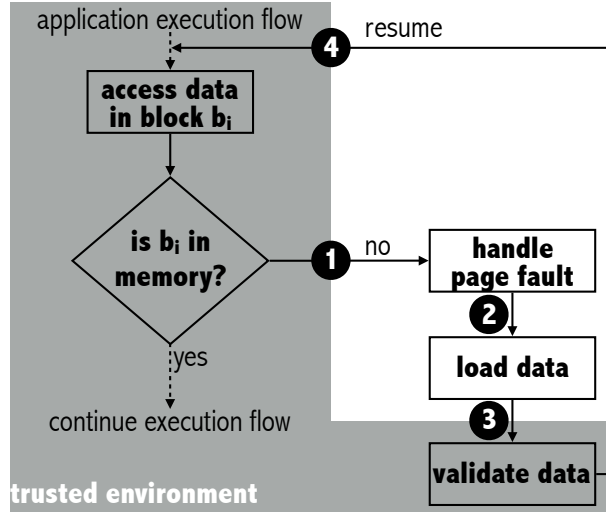 application execution flow
4 resume
access data
in block bᵢ
is bᵢ in
memory?
1 no
handle
page fault
2
yes
load data
continue execution flow
3
validate data
trusted environment